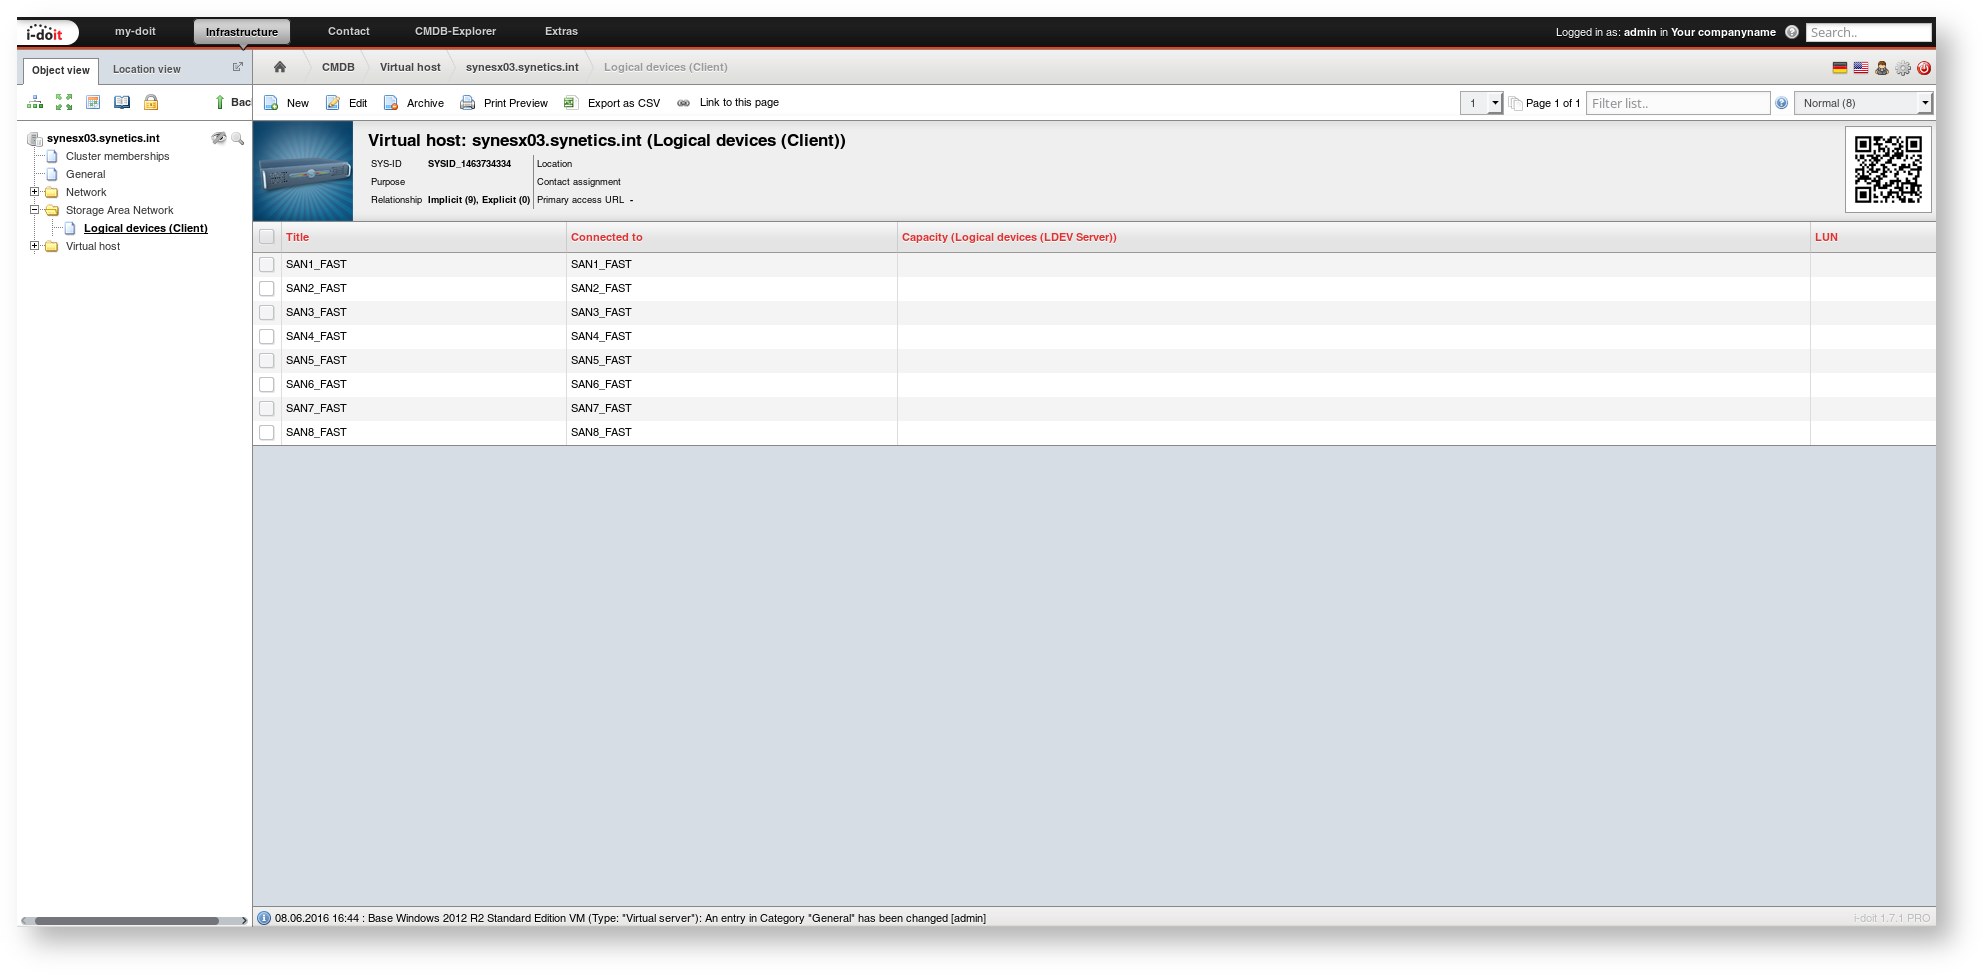 i-doit my-doit Infrastructure Contact CMDB-Explorer Extras Logged in as: admin in Your companyname Search..
Object view Location view CMDB Virtual host synesx03.synetics.int Logical devices (Client)
Bac New Edit Archive Print Preview Export as CSV Link to this page 1 Page 1 of 1 Filter list.. Normal (8)
synesx03.synetics.int
Cluster memberships
General
Network
Storage Area Network
Logical devices (Client)
Virtual host
Virtual host: synesx03.synetics.int (Logical devices (Client))
SYS-ID SYSID_1463734334 Location
Purpose Contact assignment
Relationship Implicit (9), Explicit (0) Primary access URL -
Title Connected to Capacity (Logical devices (LDEV Server)) LUN
SAN1_FAST SAN1_FAST
SAN2_FAST SAN2_FAST
SAN3_FAST SAN3_FAST
SAN4_FAST SAN4_FAST
SAN5_FAST SAN5_FAST
SAN6_FAST SAN6_FAST
SAN7_FAST SAN7_FAST
SAN8_FAST SAN8_FAST
08.06.2016 16:44 : Base Windows 2012 R2 Standard Edition VM (Type: "Virtual server"): An entry in Category "General" has been changed [admin] i-doit 1.7.1 PRO